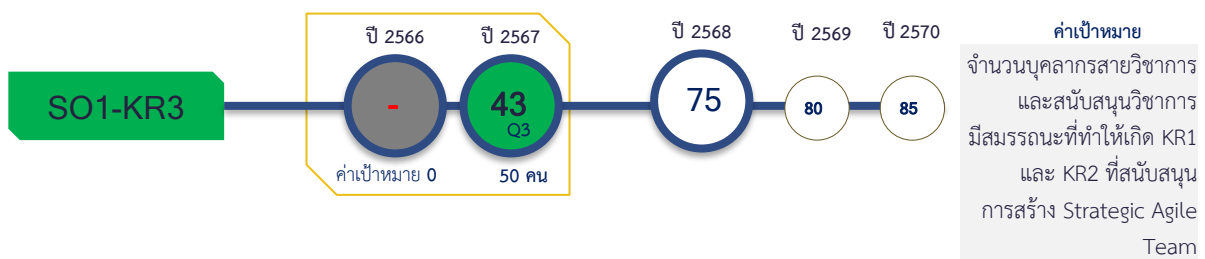 ปี 2566
ปี 2567
ปี 2568
ปี 2569
ปี 2570
ค่าเป้าหมาย
SO1-KR3
-
43
Q3
75
80
85
ค่าเป้าหมาย 0
50 คน
จำนวนบุคลากรสายวิชาการ
และสนับสนุนวิชาการ
มีสมรรถนะที่ทำให้เกิด KR1
และ KR2 ที่สนับสนุน
การสร้าง Strategic Agile
Team